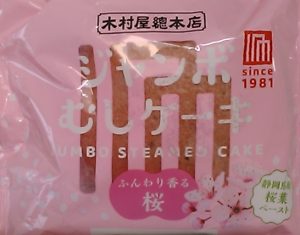 木村屋總本店
since
1981
ジャンボ
むしケーキ
JUMBO STEAMED CAKE
ふんわり香る
桜
静岡県産
桜葉
ペースト